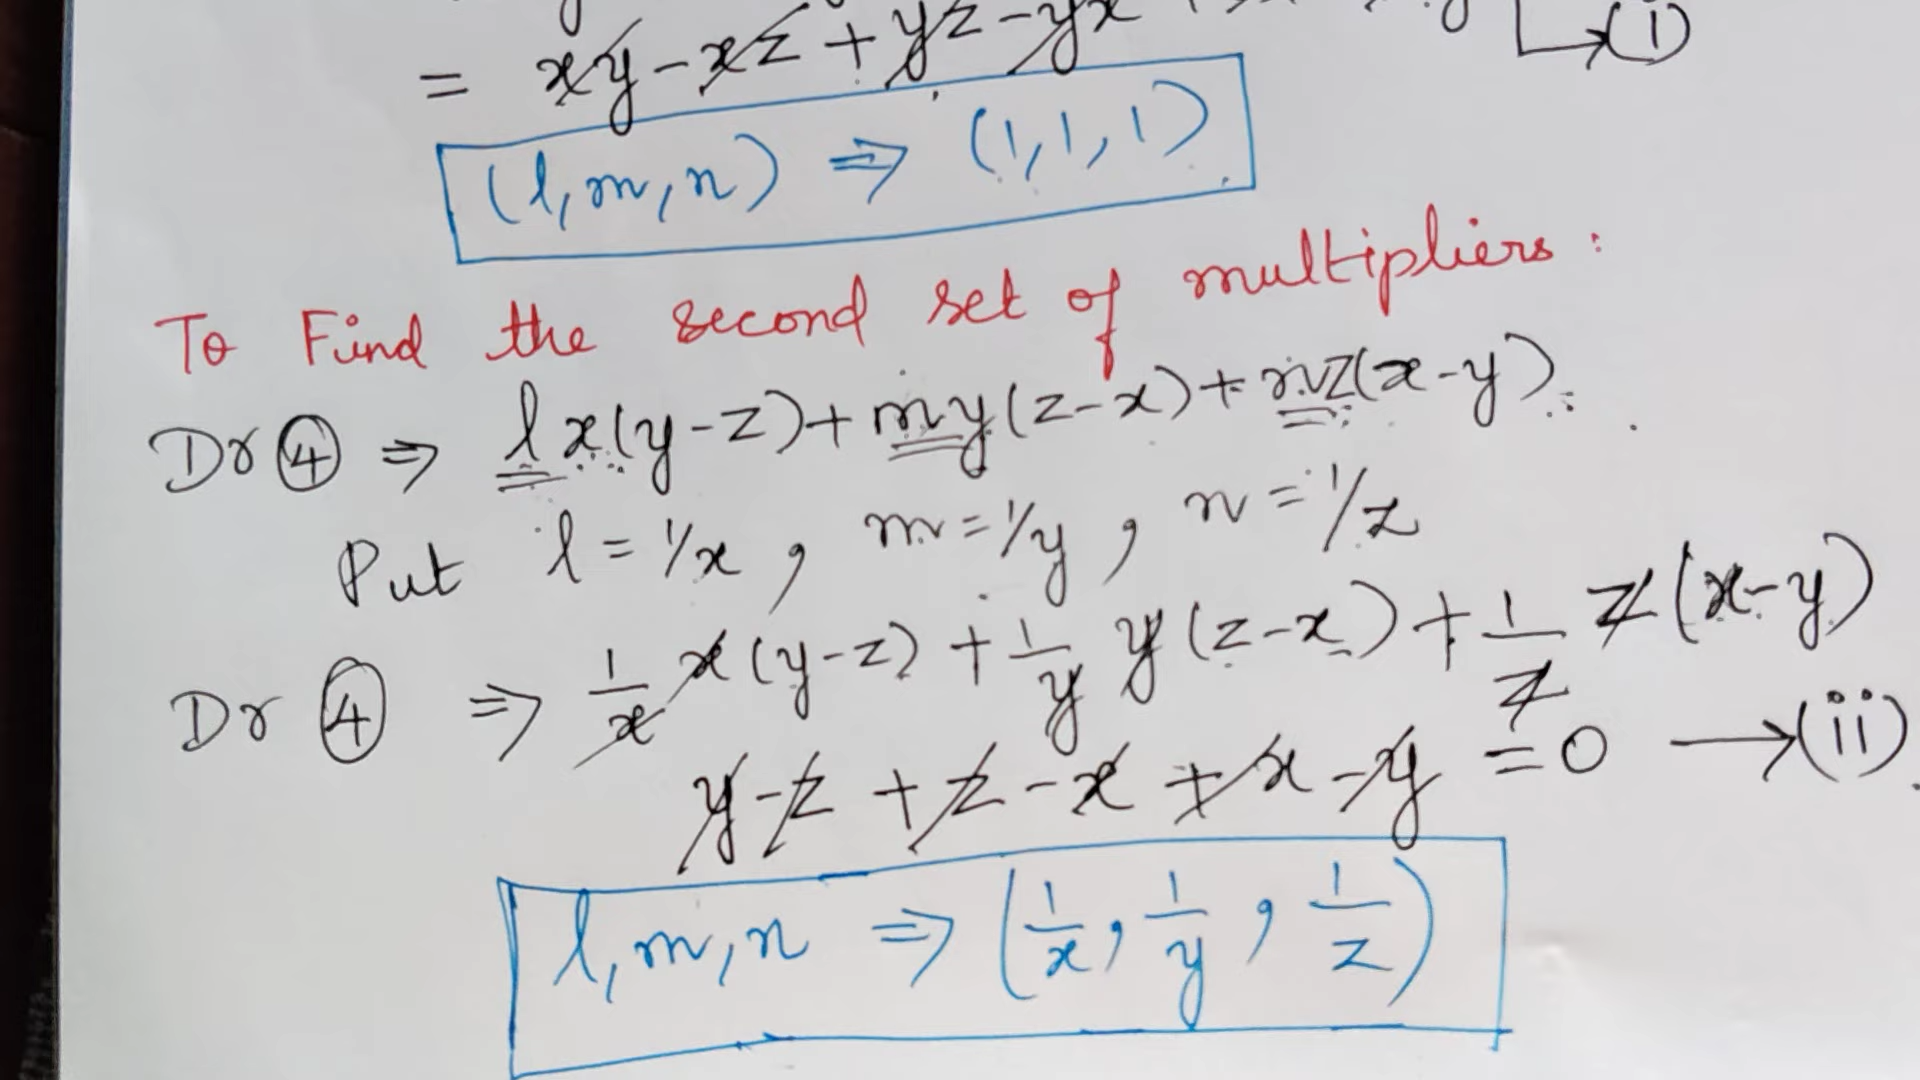 = xy - xz + yz - yx → (i)
(l, m, n) ⇒ (1, 1, 1)
To Find the second set of multipliers :
Dr ④ ⇒ l x(y-z) + my(z-x) + nz(x-y)
Put l = 1/x , m = 1/y , n = 1/z
Dr ④ ⇒ 1/x x(y-z) + 1/y y(z-x) + 1/z z(x-y)
y-z + z-x + x-y = 0 → (ii)
l, m, n ⇒ (1/x, 1/y, 1/z)